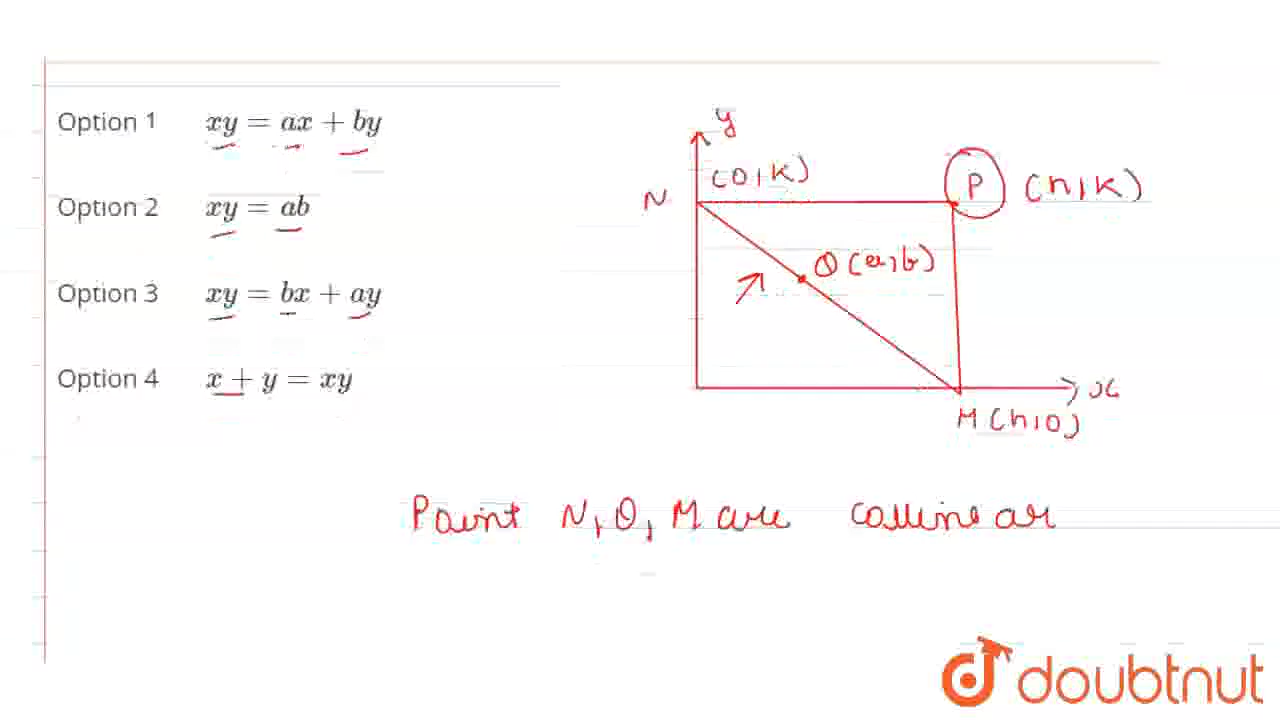 Option 1 xy = ax + by
Option 2 xy = ab
Option 3 xy = bx + ay
Option 4 x + y = xy
y
(0, K)
N
P (h, K)
Q (a, b)
x
M (h, 0)
Point N, Q, M are collinear
doubtnut